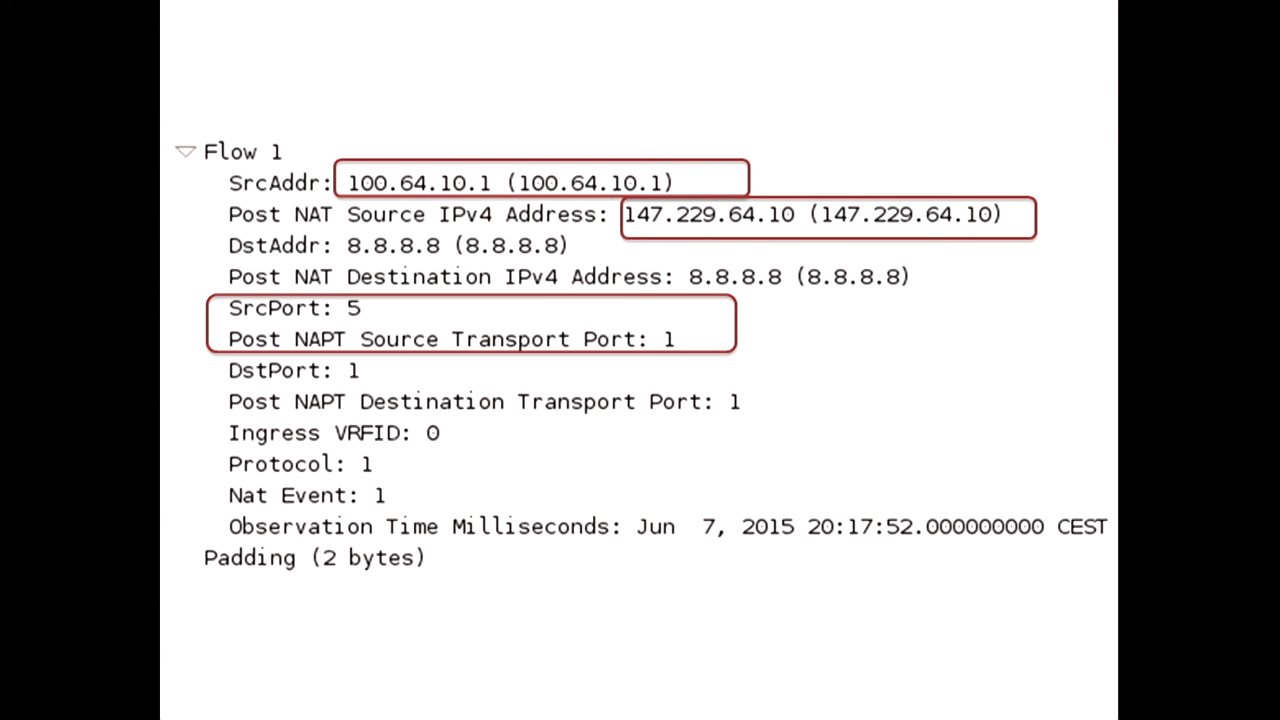 Flow 1
SrcAddr: 100.64.10.1 (100.64.10.1)
Post NAT Source IPv4 Address: 147.229.64.10 (147.229.64.10)
DstAddr: 8.8.8.8 (8.8.8.8)
Post NAT Destination IPv4 Address: 8.8.8.8 (8.8.8.8)
SrcPort: 5
Post NAPT Source Transport Port: 1
DstPort: 1
Post NAPT Destination Transport Port: 1
Ingress VRFID: 0
Protocol: 1
Nat Event: 1
Observation Time Milliseconds: Jun  7, 2015 20:17:52.000000000 CEST
Padding (2 bytes)